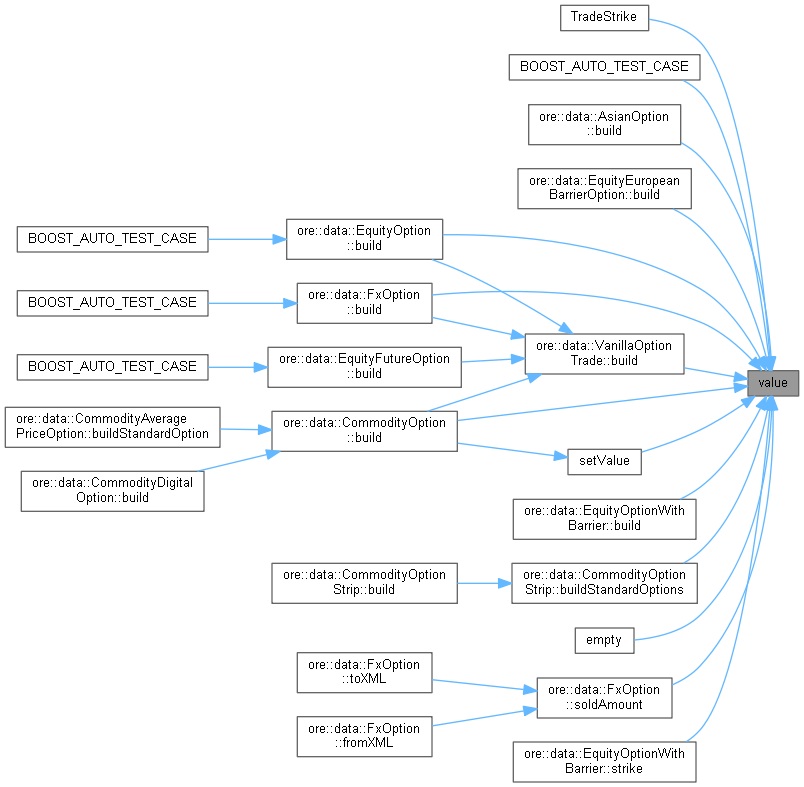 TradeStrike
BOOST_AUTO_TEST_CASE
ore::data::AsianOption
::build
ore::data::EquityEuropean
BarrierOption::build
BOOST_AUTO_TEST_CASE
ore::data::EquityOption
::build
BOOST_AUTO_TEST_CASE
ore::data::FxOption
::build
ore::data::VanillaOption
Trade::build
BOOST_AUTO_TEST_CASE
ore::data::EquityFutureOption
::build
value
ore::data::CommodityAverage
PriceOption::buildStandardOption
ore::data::CommodityOption
::build
setValue
ore::data::CommodityDigital
Option::build
ore::data::EquityOptionWith
Barrier::build
ore::data::CommodityOption
Strip::build
ore::data::CommodityOption
Strip::buildStandardOptions
empty
ore::data::FxOption
::toXML
ore::data::FxOption
::soldAmount
ore::data::FxOption
::fromXML
ore::data::EquityOptionWith
Barrier::strike